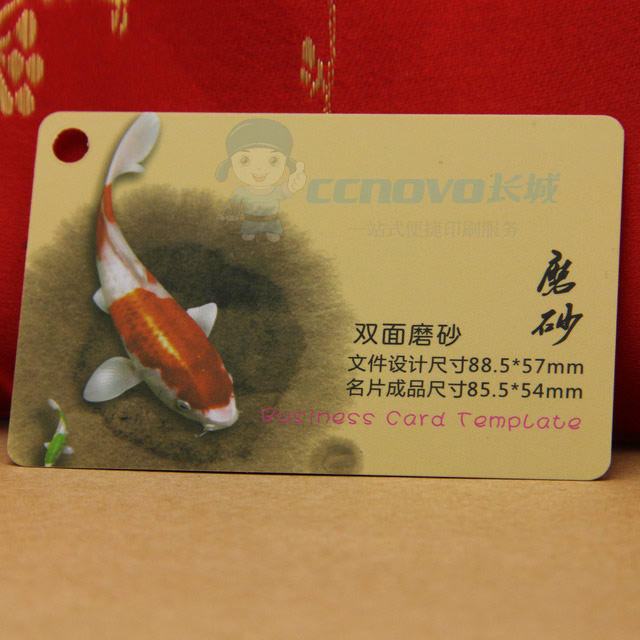 ccnovo长城
一站式便捷印刷服务
磨砂
双面磨砂
文件设计尺寸88.5*57mm
名片成品尺寸85.5*54mm
Business Card Template